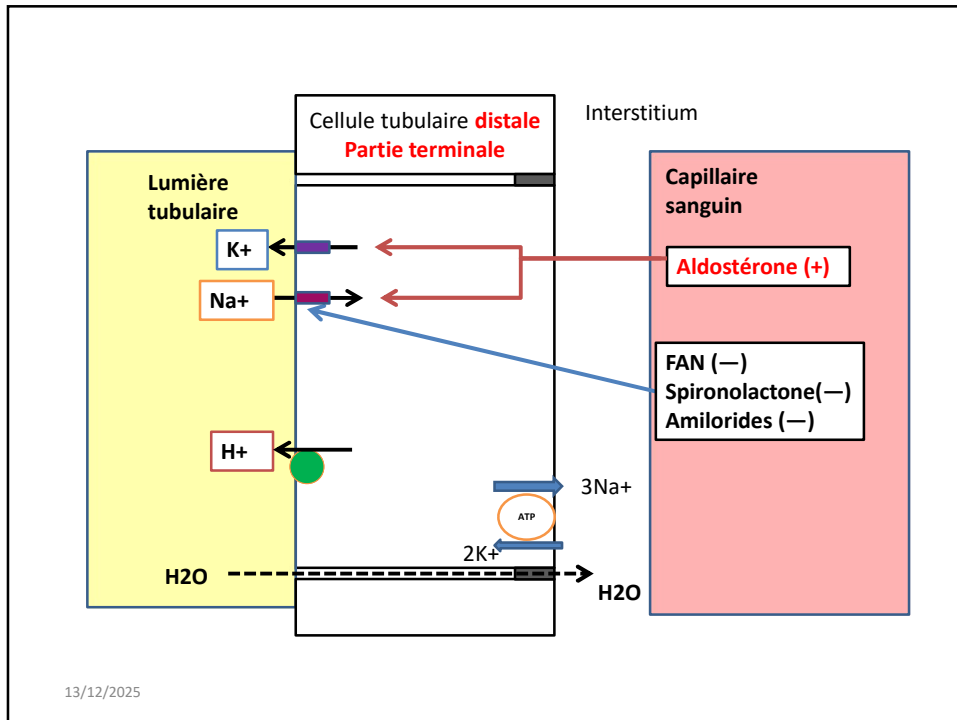 Cellule tubulaire distale
Partie terminale
Interstitium
Lumière
tubulaire
Capillaire
sanguin
K+
Aldostérone (+)
Na+
FAN (—)
Spironolactone(—)
Amilorides (—)
H+
3Na+
ATP
2K+
H2O
H2O
13/12/2025